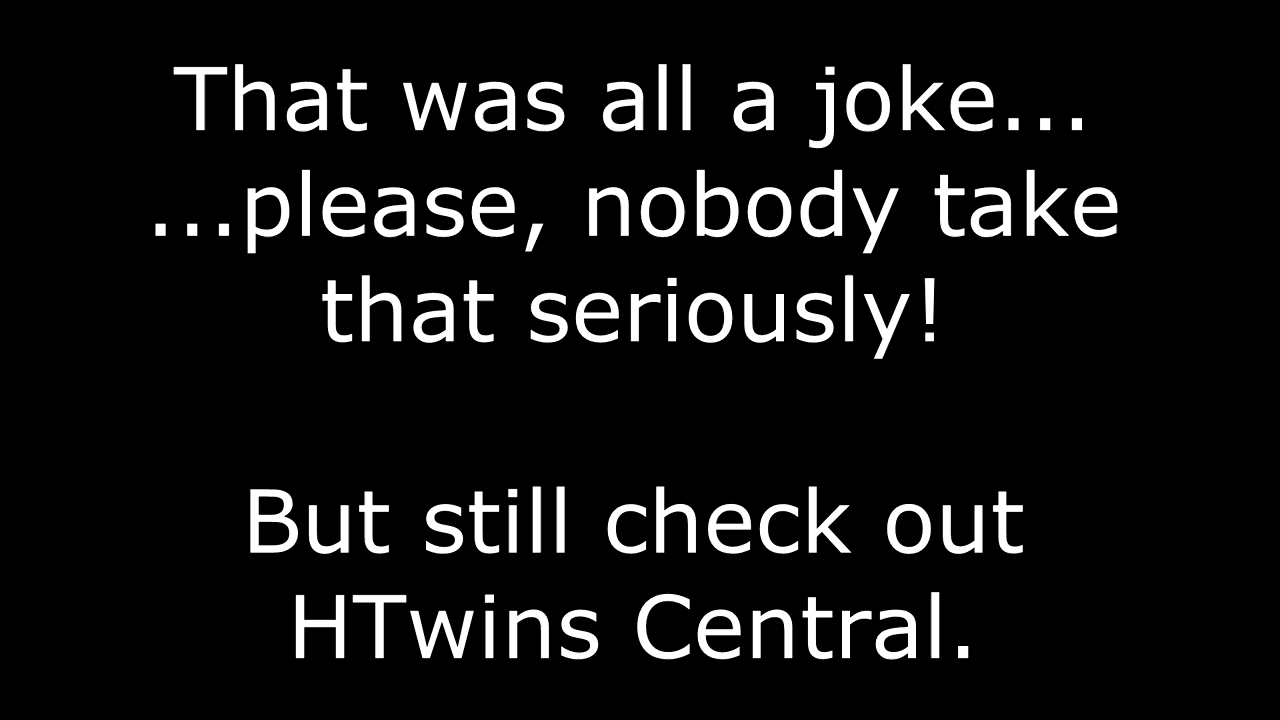 That was all a joke...
...please, nobody take
that seriously!
But still check out
HTwins Central.